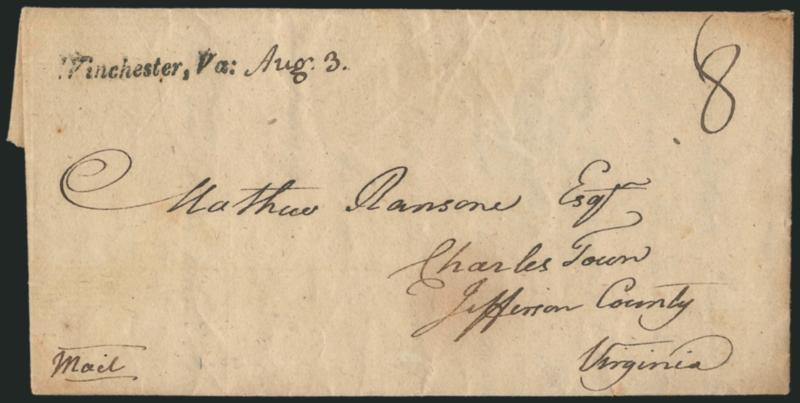 Winchester, Va: Aug. 3.
8
Mathew Ransone Esqr
Charles Town
Jefferson County
Virginia
Mail